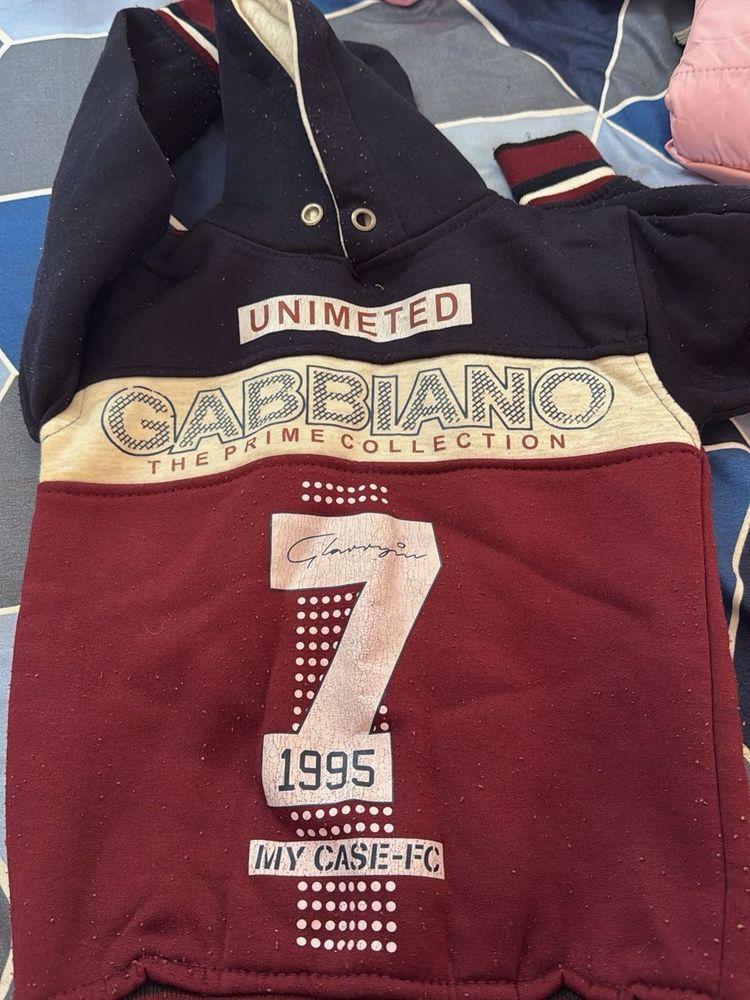 UNIMETED
GABBIANO
THE PRIME COLLECTION
7
1995
MY CASE-FC